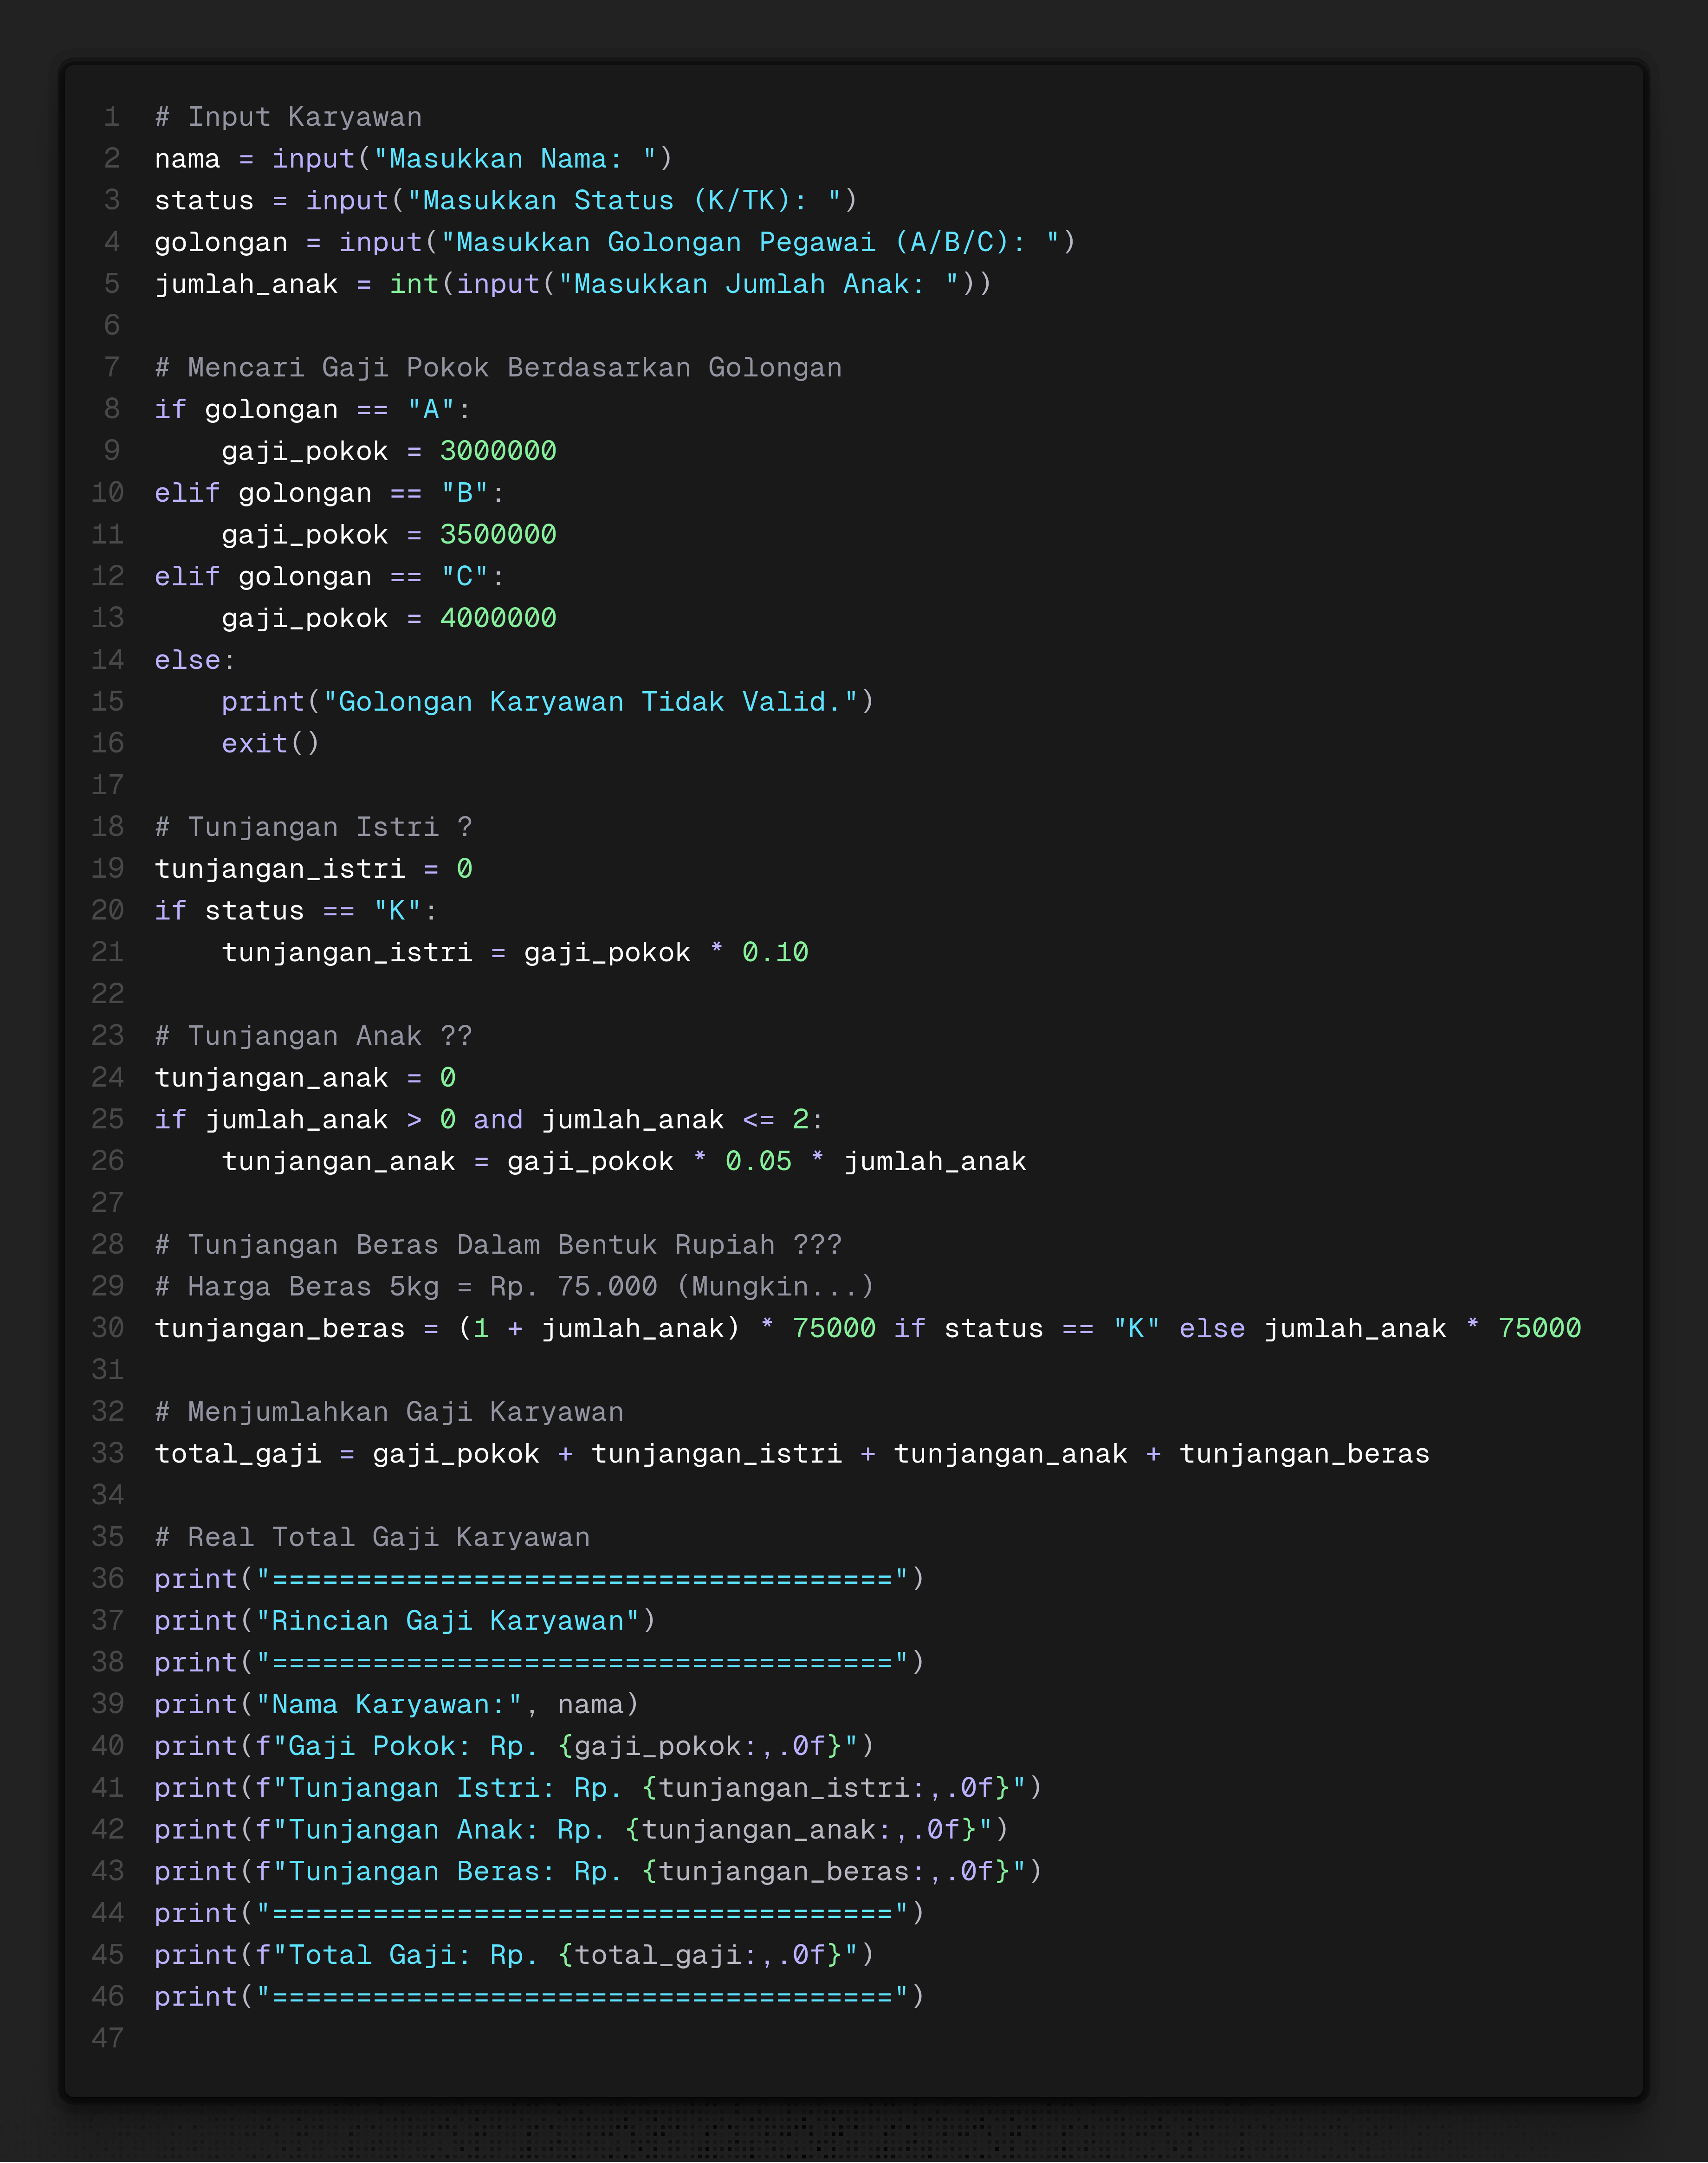 1 # Input Karyawan
2 nama = input("Masukkan Nama: ")
3 status = input("Masukkan Status (K/TK): ")
4 golongan = input("Masukkan Golongan Pegawai (A/B/C): ")
5 jumlah_anak = int(input("Masukkan Jumlah Anak: "))
6
7 # Mencari Gaji Pokok Berdasarkan Golongan
8 if golongan == "A":
9     gaji_pokok = 3000000
10 elif golongan == "B":
11     gaji_pokok = 3500000
12 elif golongan == "C":
13     gaji_pokok = 4000000
14 else:
15     print("Golongan Karyawan Tidak Valid.")
16     exit()
17
18 # Tunjangan Istri ?
19 tunjangan_istri = 0
20 if status == "K":
21     tunjangan_istri = gaji_pokok * 0.10
22
23 # Tunjangan Anak ??
24 tunjangan_anak = 0
25 if jumlah_anak > 0 and jumlah_anak <= 2:
26     tunjangan_anak = gaji_pokok * 0.05 * jumlah_anak
27
28 # Tunjangan Beras Dalam Bentuk Rupiah ???
29 # Harga Beras 5kg = Rp. 75.000 (Mungkin...)
30 tunjangan_beras = (1 + jumlah_anak) * 75000 if status == "K" else jumlah_anak * 75000
31
32 # Menjumlahkan Gaji Karyawan
33 total_gaji = gaji_pokok + tunjangan_istri + tunjangan_anak + tunjangan_beras
34
35 # Real Total Gaji Karyawan
36 print("=====================================")
37 print("Rincian Gaji Karyawan")
38 print("=====================================")
39 print("Nama Karyawan:", nama)
40 print(f"Gaji Pokok: Rp. {gaji_pokok:,.0f}")
41 print(f"Tunjangan Istri: Rp. {tunjangan_istri:,.0f}")
42 print(f"Tunjangan Anak: Rp. {tunjangan_anak:,.0f}")
43 print(f"Tunjangan Beras: Rp. {tunjangan_beras:,.0f}")
44 print("=====================================")
45 print(f"Total Gaji: Rp. {total_gaji:,.0f}")
46 print("=====================================")
47